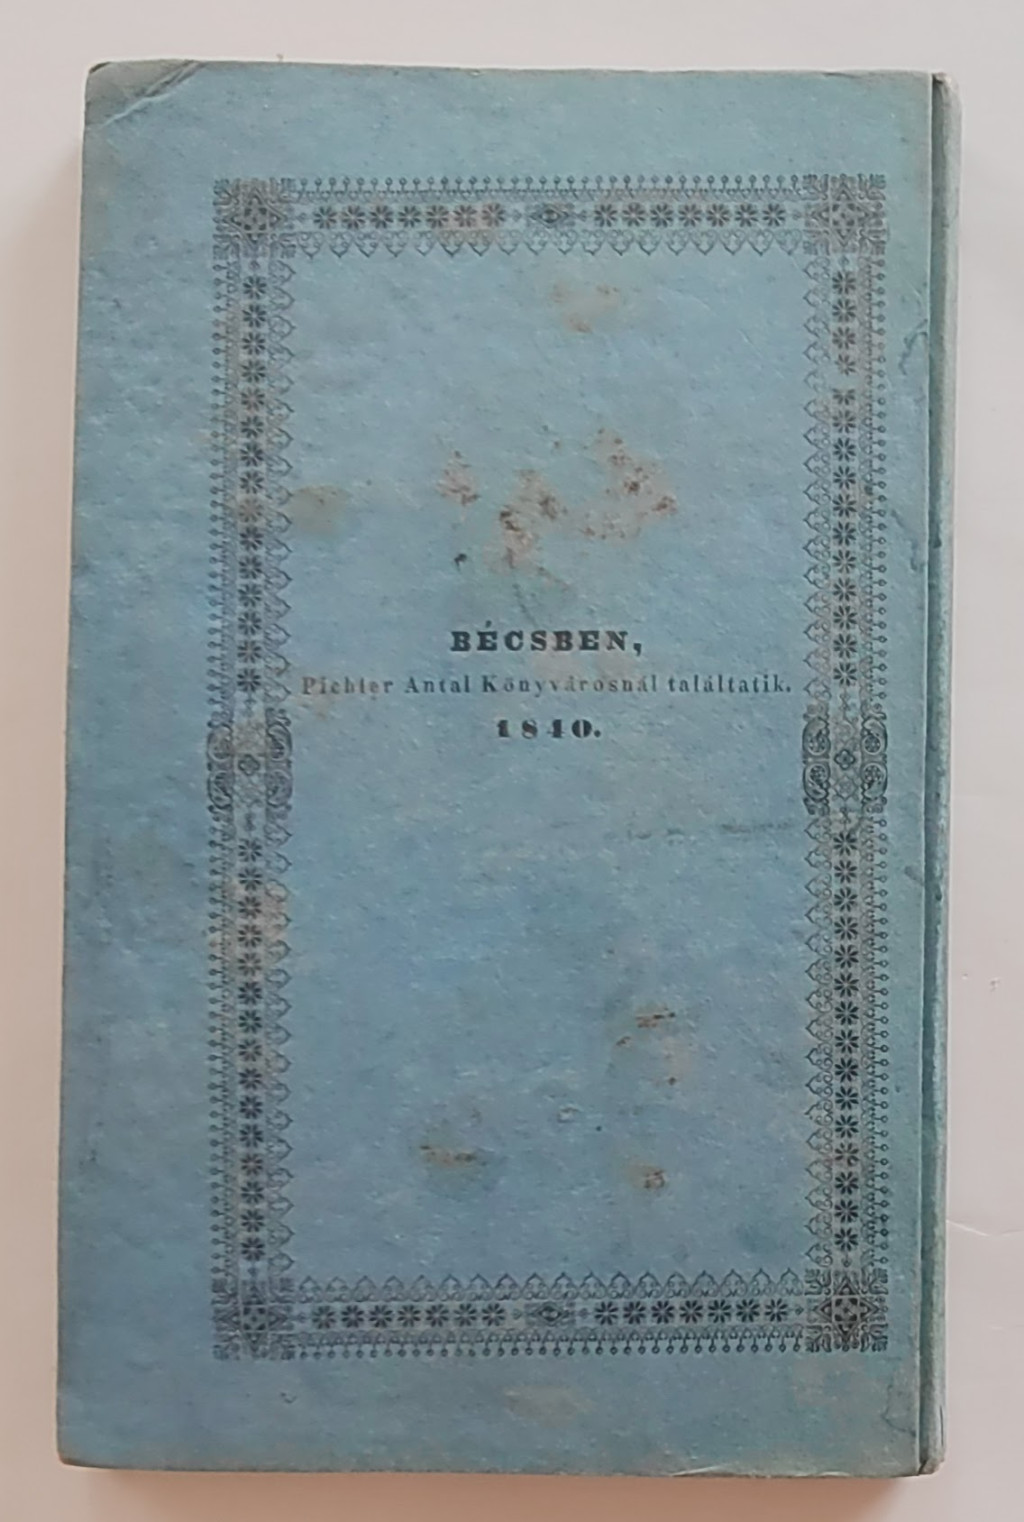 BÉCSBEN,
Pichler Antal Könyvárosnál találtatik.
1840.